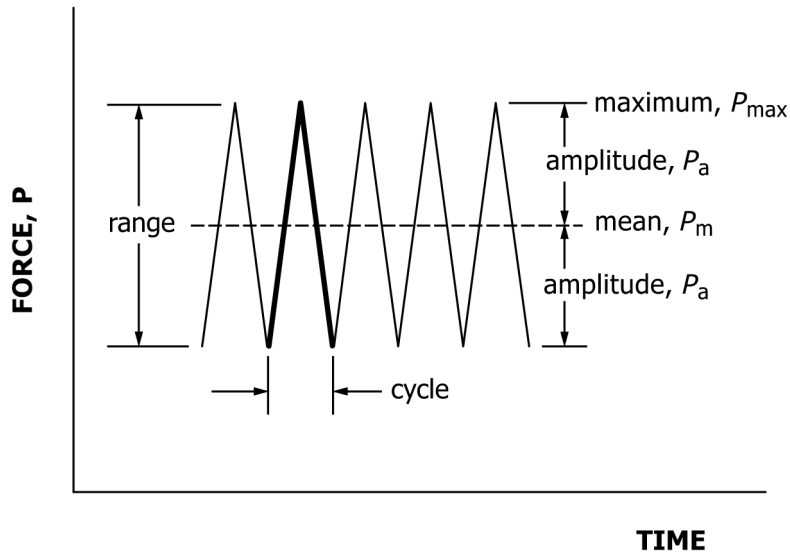 maximum, Pmax
amplitude, Pa
range
mean, Pm
amplitude, Pa
cycle
FORCE, P
TIME